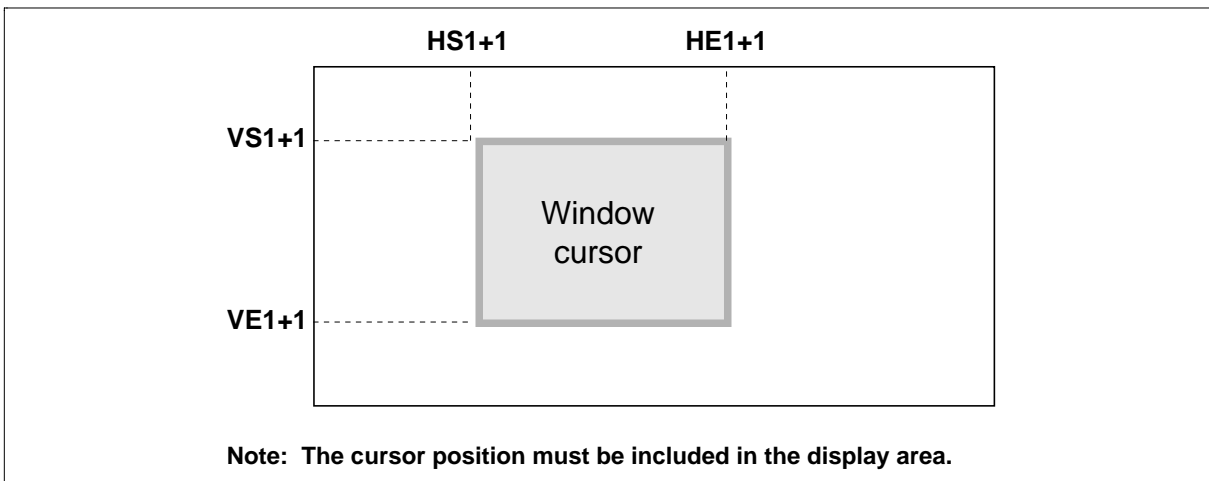 HS1+1 HE1+1
VS1+1
Window
cursor
VE1+1
Note: The cursor position must be included in the display area.